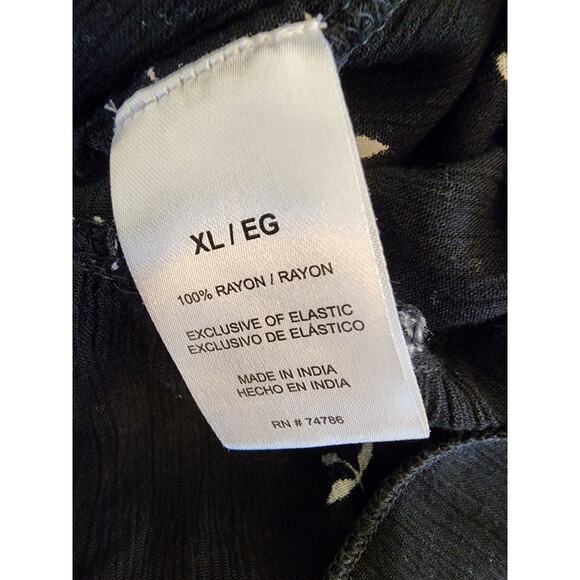 XL / EG
100% RAYON / RAYON
EXCLUSIVE OF ELASTIC
EXCLUSIVO DE ELÁSTICO
MADE IN INDIA
HECHO EN INDIA
RN # 74786